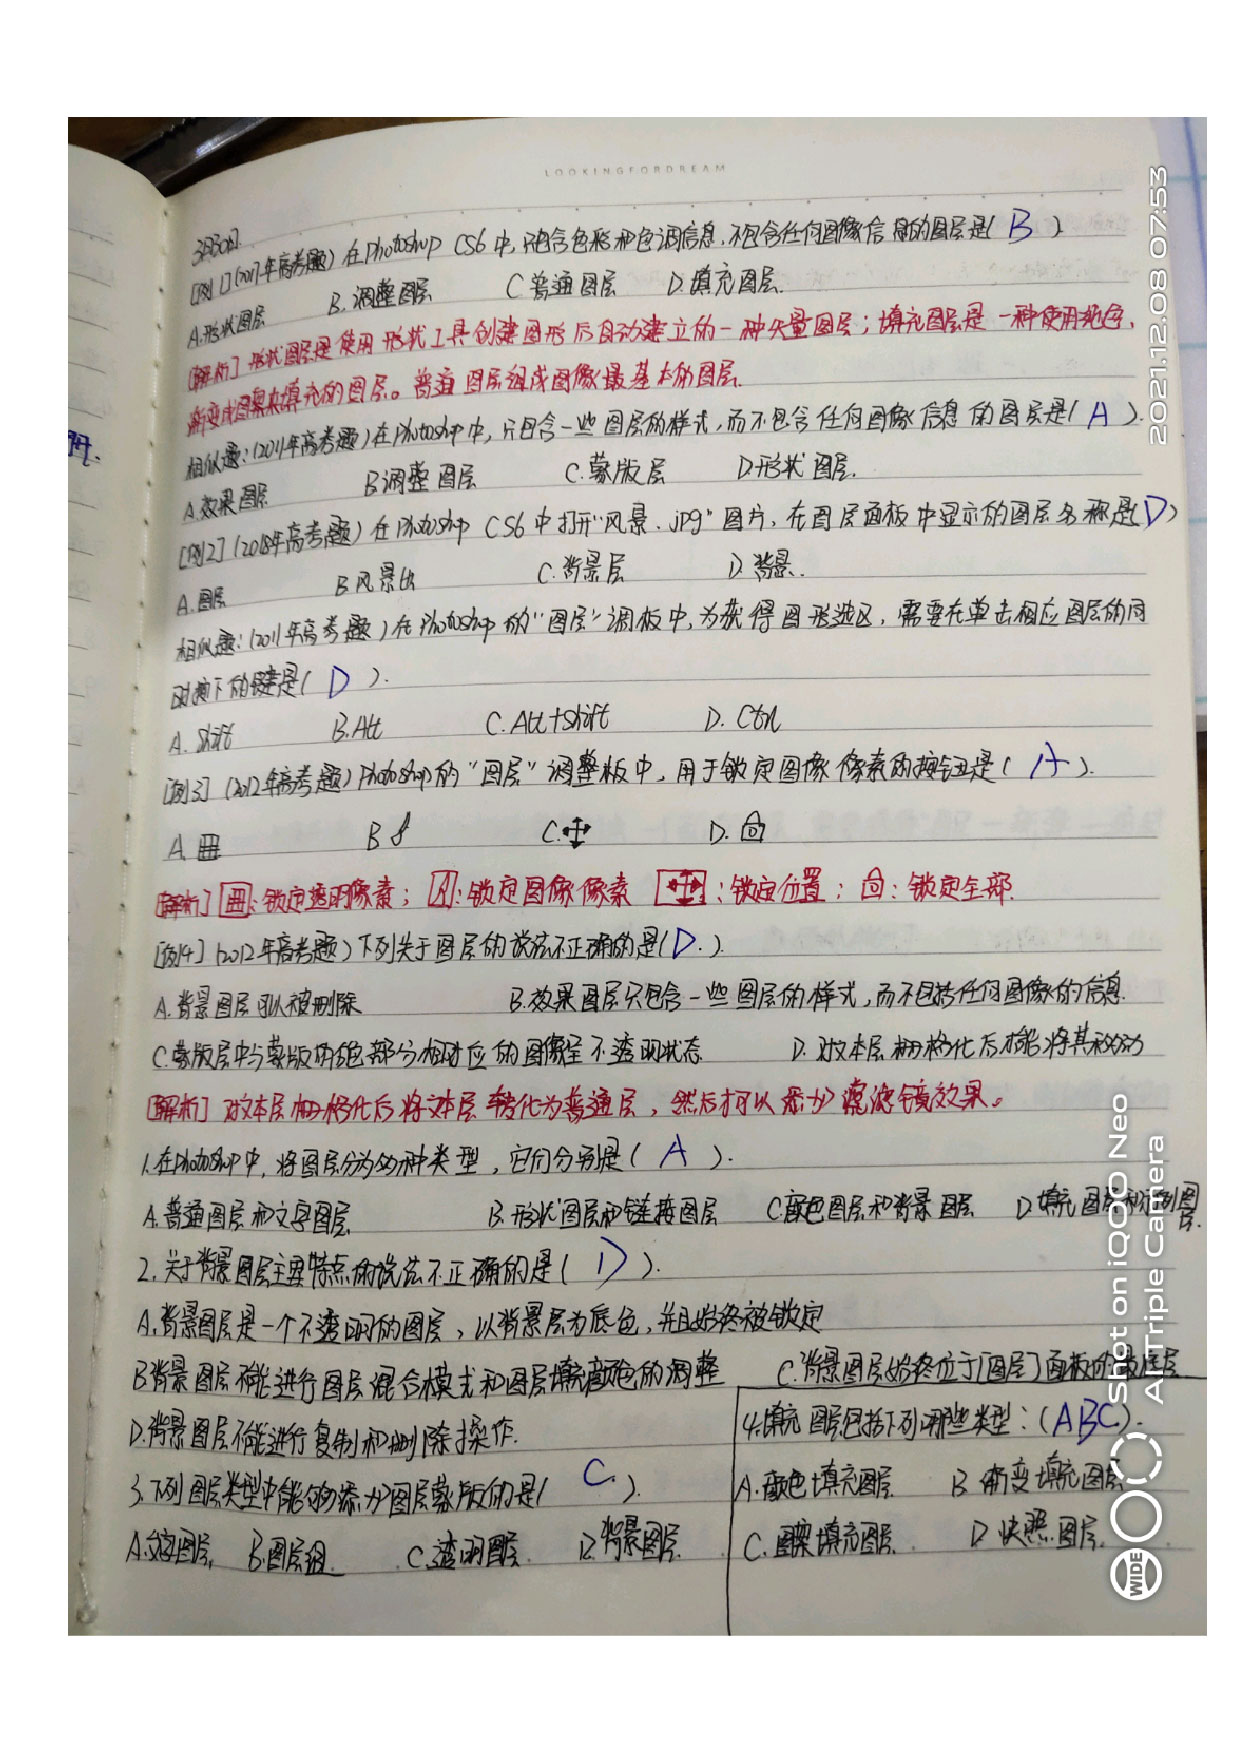 LOOKINGFORDREAM
[例1](2017年高考题)在Photoshop CS6中,只包含色彩和色调信息,不包含任何图像信息的图层是( B )
A.形状图层 B.调整图层 C普通图层 D.填充图层.
[解析]形状图层是使用形状工具创建图形后自动建立的一种矢量图层;填充图层是一种使用纯色、
渐变或图案来填充的图层。普通图层组成图像最基本的图层.
相似题:(2011年高考题)在Photoshop中,只包含一些图层的样式,而不包含任何图像信息的图层是( A ).
A.效果图层 B调整图层 C.蒙版层 D形状图层.
[例2](2018年高考题)在Photoshop CS6中打开“风景.jpg”图片,在图层面板中显示的图层名称是(D)
A.图层 B风景 C.背景层 D背景.
相似题:(2011年高考题)在Photoshop的“图层”调板中,为获得图形选区,需要在单击相应图层的同
时按下的键是( D ).
A. Shift B.Alt C.Alt+Shift D. Ctrl
[例3](2012年高考题)Photoshop的“图层”调整板中,用于锁定图像像素的按钮是( A ).
A. B C. D.
[解析] :锁定透明像素; :锁定图像像素 :锁定位置; :锁定全部.
[例4](2012年高考题)下列关于图层的说法不正确的是(D.).
A.背景图层可以被删除 B.效果图层只包含一些图层的样式,而不包括任何图像的信息.
C.蒙版层中与蒙版的白色部分相对应的图像呈不透明状态 D.对文本层栅格化后才能将其移动
[解析]对文本层栅格化后将文本层转化为普通层,然后才可以添加滤镜效果。
1.在Photoshop中,将图层分为多种类型,它们分别是( A ).
A.普通图层和文字图层 B.形状图层和链接图层 C颜色图层和背景图层 D填充图层和图层.
2.关于背景图层主要特点的说法不正确的是( D ).
A.背景图层是一个不透明的图层,以背景层为底色,并且始终被锁定
B背景图层不能进行图层混合模式和图层填充颜色的调整 C.背景图层始终位于[图层]面板的最底层
D.背景图层不能进行复制和删除操作.
3.下列图层类型中能够添加图层蒙版的是( C. ).
A.文字图层, B.图层组. C.透明图层. D.背景图层.
4.填充图层包括下列哪些类型:(ABC).
A.颜色填充图层 B 渐变填充图层
C.图案填充图层. D快照图层.
2021.12.08 07:53
Shot on iQOO Neo
AI Triple Camera
WIDE